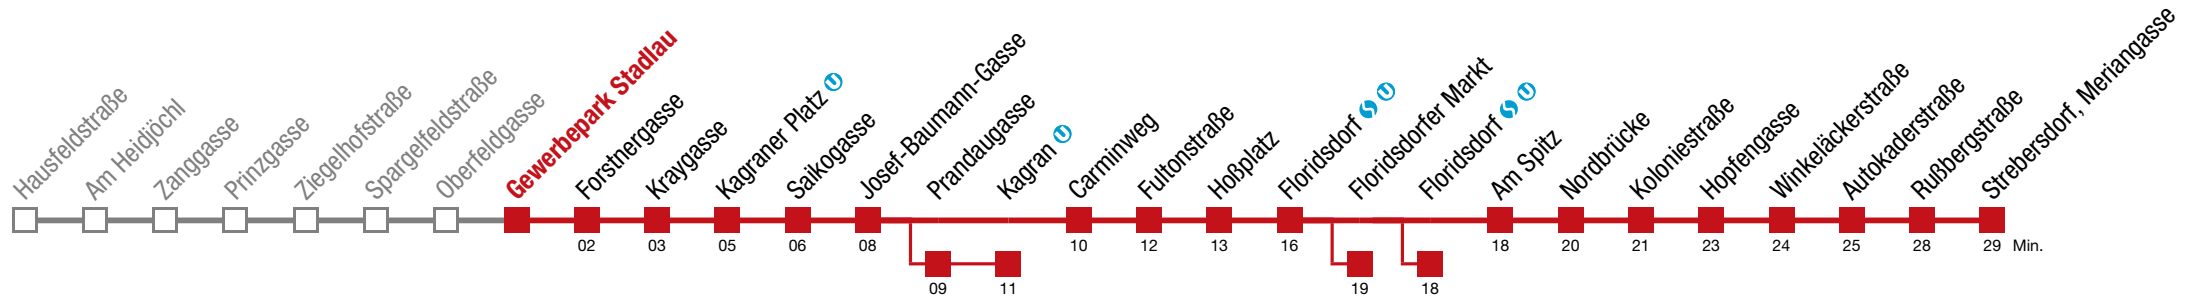 Hausfeldstraße
Am Heidjöchl
Zanggasse
Prinzgasse
Ziegelhofstraße
Spargelfeldstraße
Oberfeldgasse
Gewerbepark Stadlau
Forstnergasse
Kraygasse
Kagraner Platz U
Saikogasse
Josef-Baumann-Gasse
Prandaugasse
Kagran U
Carminweg
Fultonstraße
Hoßplatz
Floridsdorf S U
Floridsdorfer Markt
Floridsdorf S U
Am Spitz
Nordbrücke
Koloniestraße
Hopfengasse
Winkeläckerstraße
Autokaderstraße
Rußbergstraße
Strebersdorf, Meriangasse
02 03 05 06 08 10 12 13 16 18 20 21 23 24 25 28 29 Min.
09 11 19 18